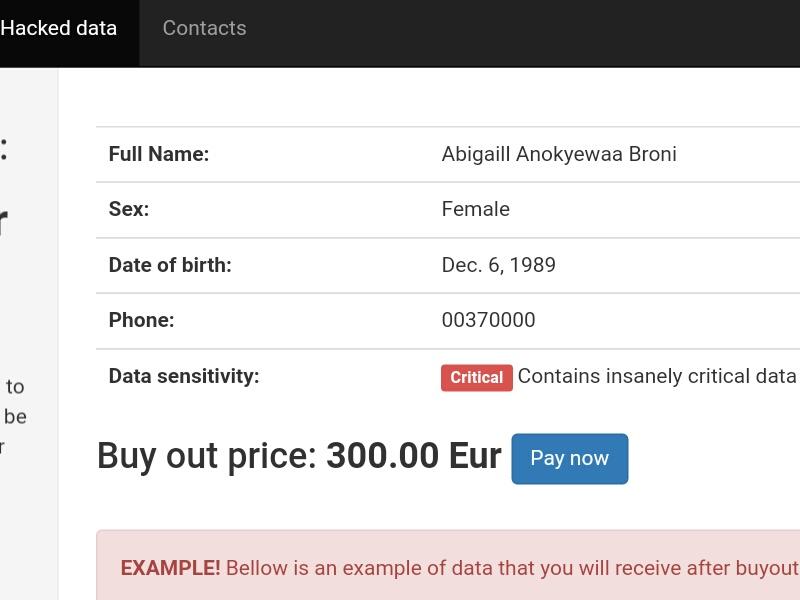 Hacked data Contacts
:
r
Full Name: Abigaill Anokyewaa Broni
Sex: Female
Date of birth: Dec. 6, 1989
Phone: 00370000
Data sensitivity: Critical Contains insanely critical data
to
be
r
Buy out price: 300.00 Eur Pay now
EXAMPLE! Bellow is an example of data that you will receive after buyout